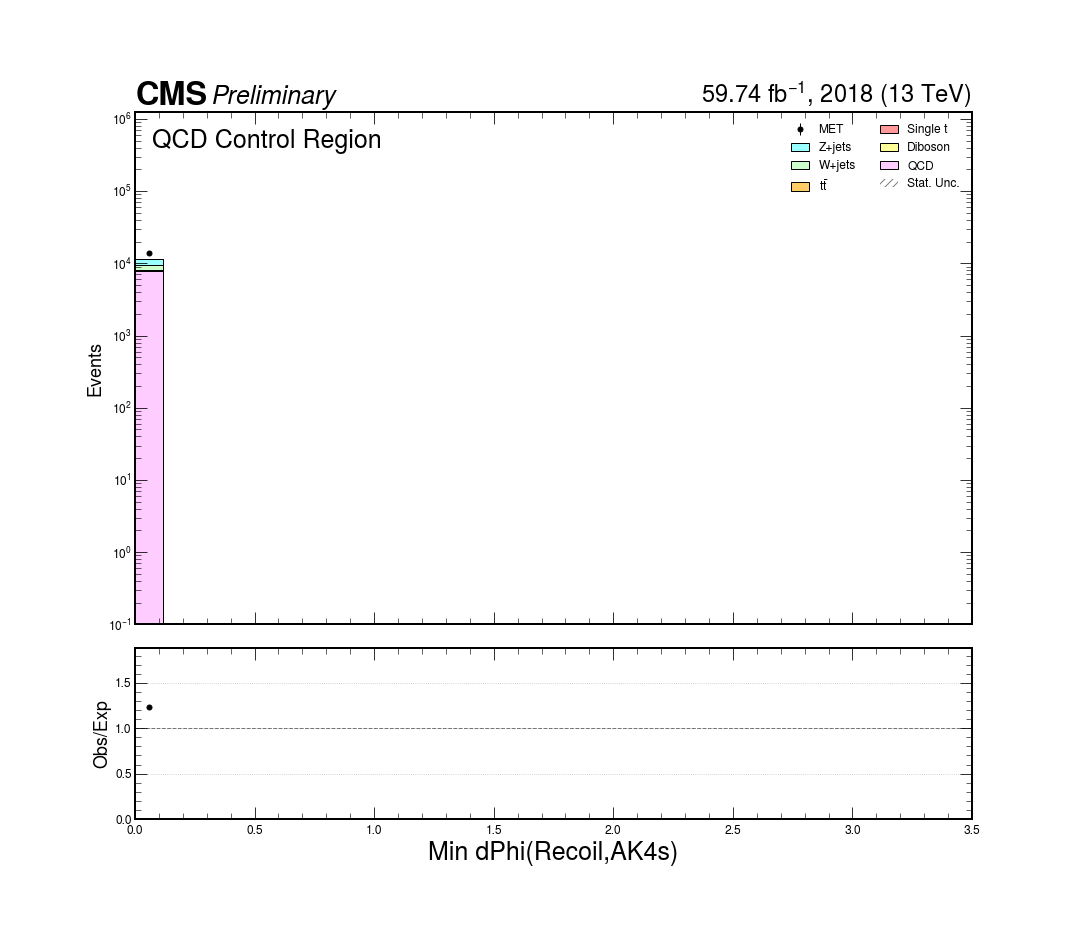 CMS Preliminary
59.74 fb⁻¹, 2018 (13 TeV)
QCD Control Region
MET
Z+jets
W+jets
tt̄
Single t
Diboson
QCD
Stat. Unc.
Events
10⁶
10⁵
10⁴
10³
10²
10¹
10⁰
10⁻¹
Obs/Exp
1.5
1.0
0.5
0.0
0.0 0.5 1.0 1.5 2.0 2.5 3.0 3.5
Min dPhi(Recoil,AK4s)